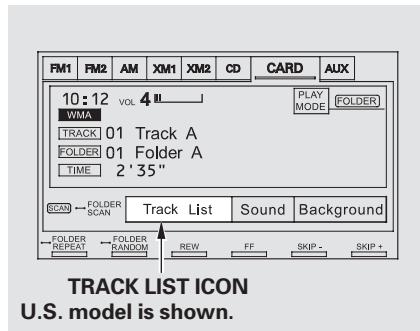 FM1 FM2 AM XM1 XM2 CD CARD AUX
10:12 VOL 4 PLAY MODE FOLDER
WMA
TRACK 01 Track A
FOLDER 01 Folder A
TIME 2'35"
SCAN FOLDER SCAN Track List Sound Background
FOLDER REPEAT FOLDER RANDOM REW FF SKIP - SKIP +
TRACK LIST ICON
U.S. model is shown.